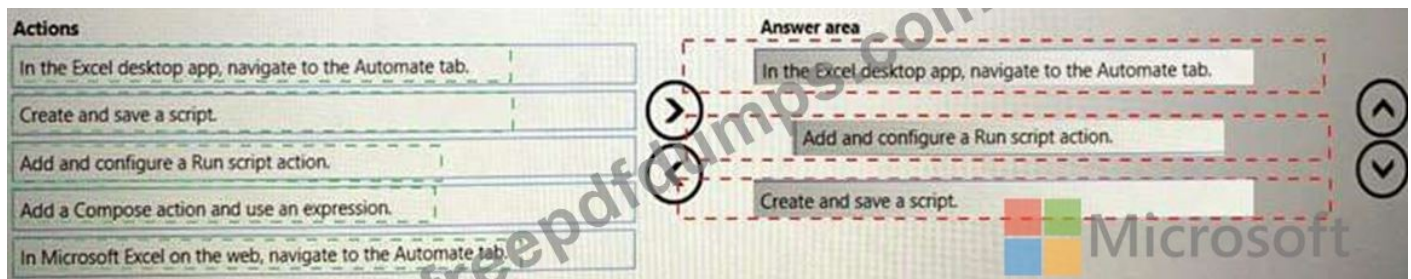 Actions
In the Excel desktop app, navigate to the Automate tab.
Create and save a script.
Add and configure a Run script action.
Add a Compose action and use an expression.
In Microsoft Excel on the web, navigate to the Automate tab.
Answer area
In the Excel desktop app, navigate to the Automate tab.
Add and configure a Run script action.
Create and save a script.
Microsoft
freepdfdumps.com